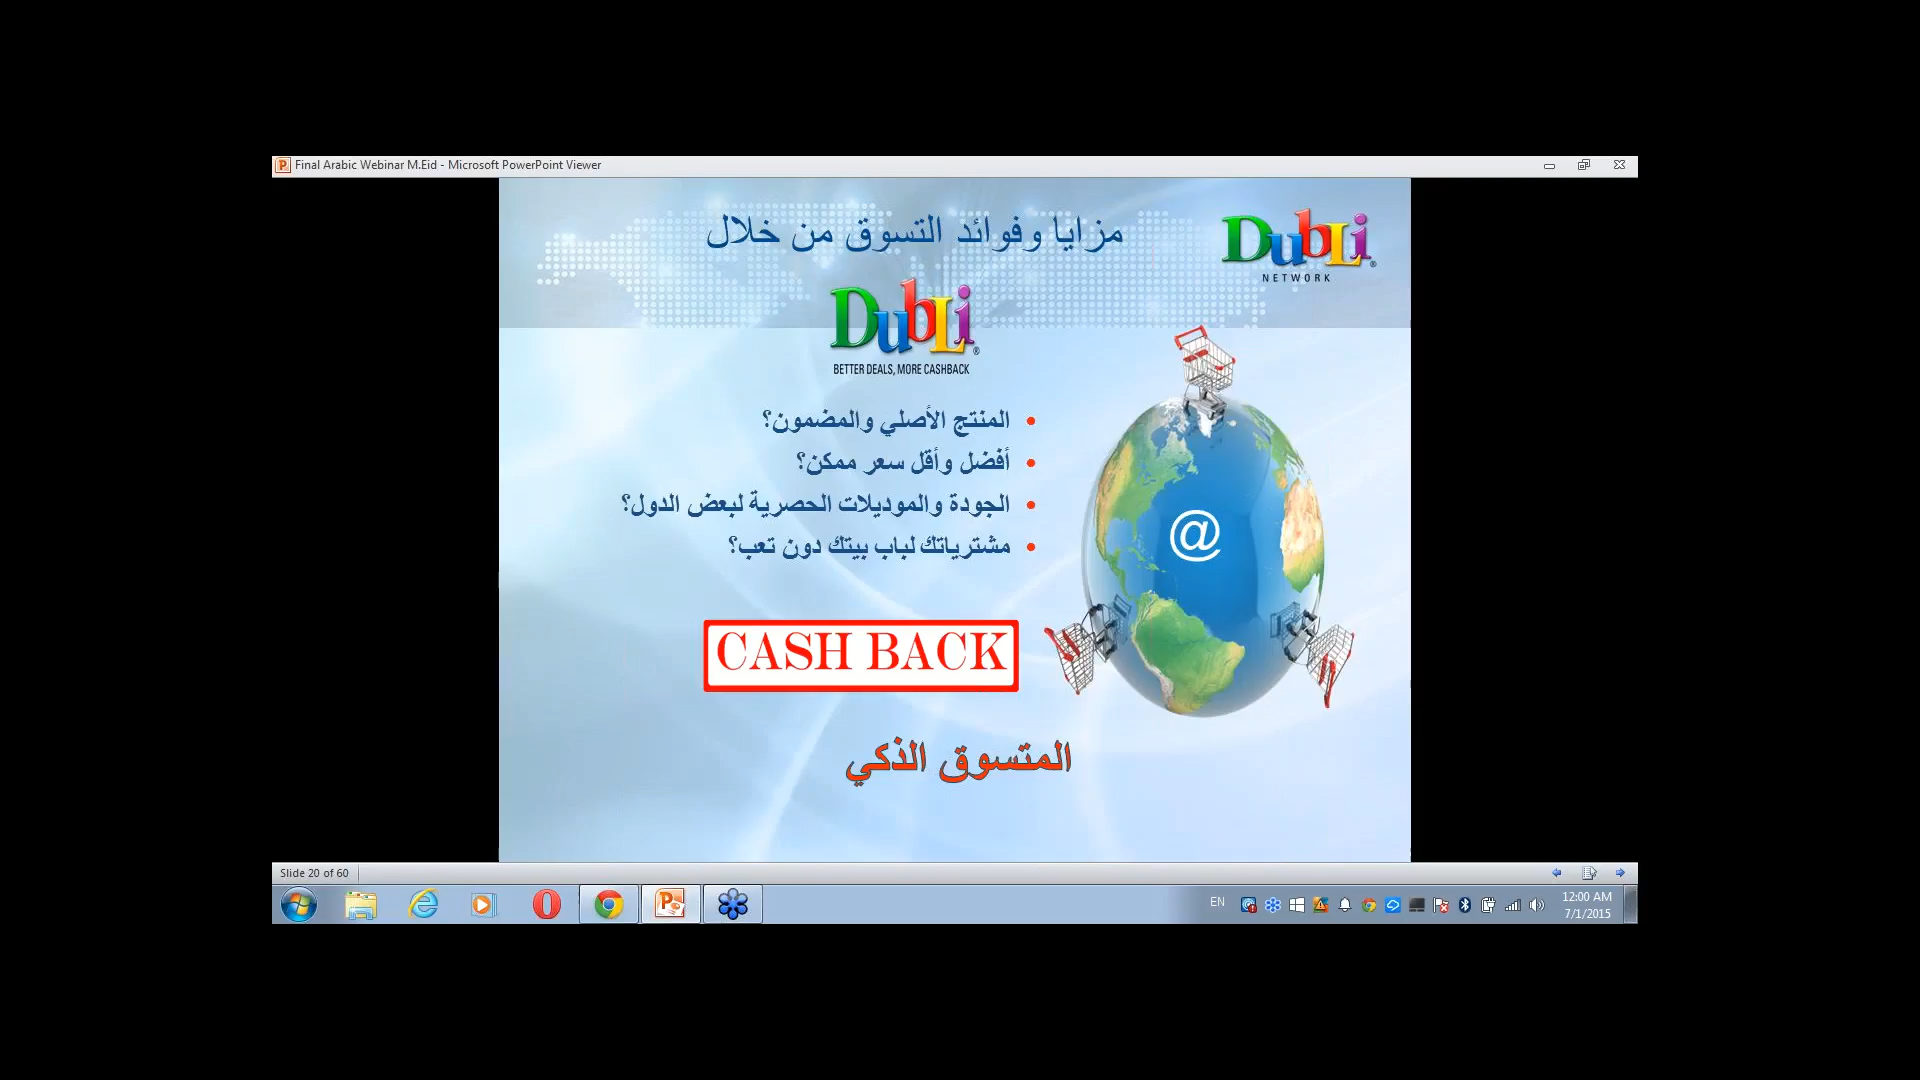 Final Arabic Webinar M.Eid - Microsoft PowerPoint Viewer
مزايا وفوائد التسوق من خلال
DubLi®
NETWORK
DubLi®
BETTER DEALS, MORE CASHBACK
• المنتج الأصلي والمضمون؟
• أفضل وأقل سعر ممكن؟
• الجودة والموديلات الحصرية لبعض الدول؟
• مشترياتك لباب بيتك دون تعب؟
@
CASH BACK
المتسوق الذكي
Slide 20 of 60
EN
12:00 AM
7/1/2015